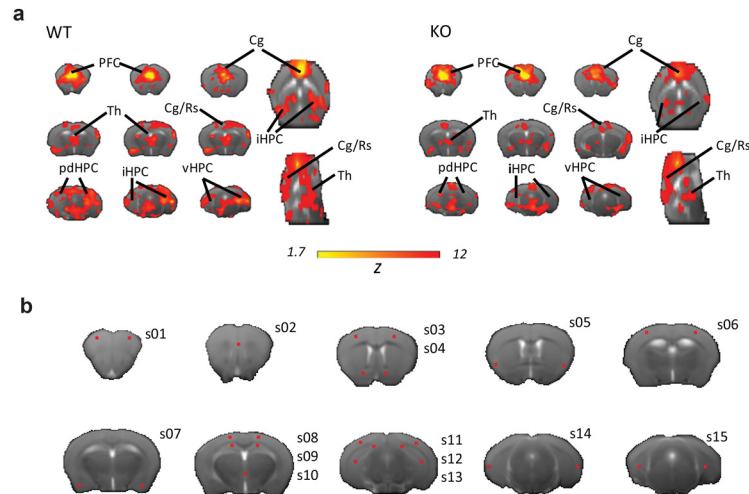 a
WT
KO
PFC
Cg
PFC
Cg
Th
Cg/Rs
iHPC
Th
Cg/Rs
iHPC
Cg/Rs
Cg/Rs
pdHPC
iHPC
vHPC
Th
pdHPC
iHPC
vHPC
Th
1.7
12
z
b
s01
s02
s03
s04
s05
s06
s07
s08
s09
s10
s11
s12
s13
s14
s15